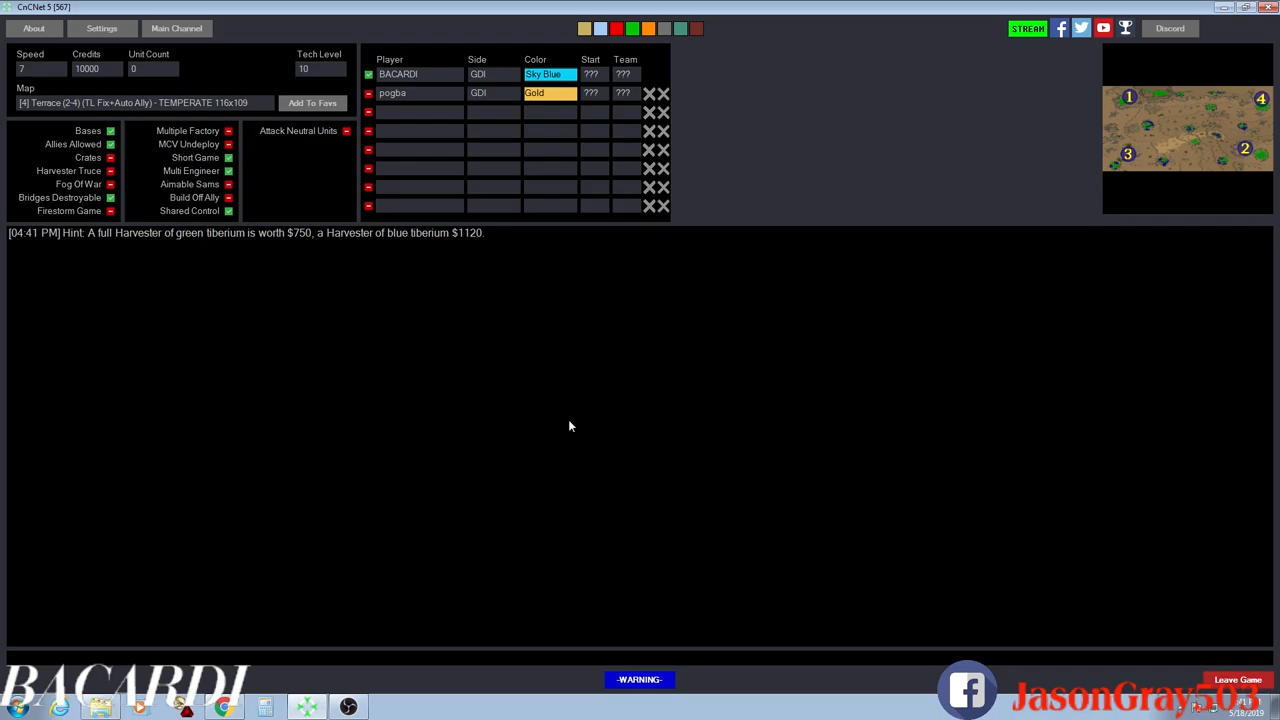 CnCNet 5 [567]
About Settings Main Channel
STREAM
Discord
Speed Credits Unit Count Tech Level
7 10000 0 10
Map
[4] Terrace (2-4) (TL Fix+Auto Ally) - TEMPERATE 116x109 Add To Favs
Player Side Color Start Team
BACARDI GDI Sky Blue ??? ???
pogba GDI Gold ??? ???
Bases Multiple Factory Attack Neutral Units
Allies Allowed MCV Undeploy
Crates Short Game
Harvester Truce Multi Engineer
Fog Of War Aimable Sams
Bridges Destroyable Build Off Ally
Firestorm Game Shared Control
1 4
3 2
[04:41 PM] Hint: A full Harvester of green tiberium is worth $750, a Harvester of blue tiberium $1120.
-WARNING-
Leave Game
BACARDI
JasonGray503
5/18/2019